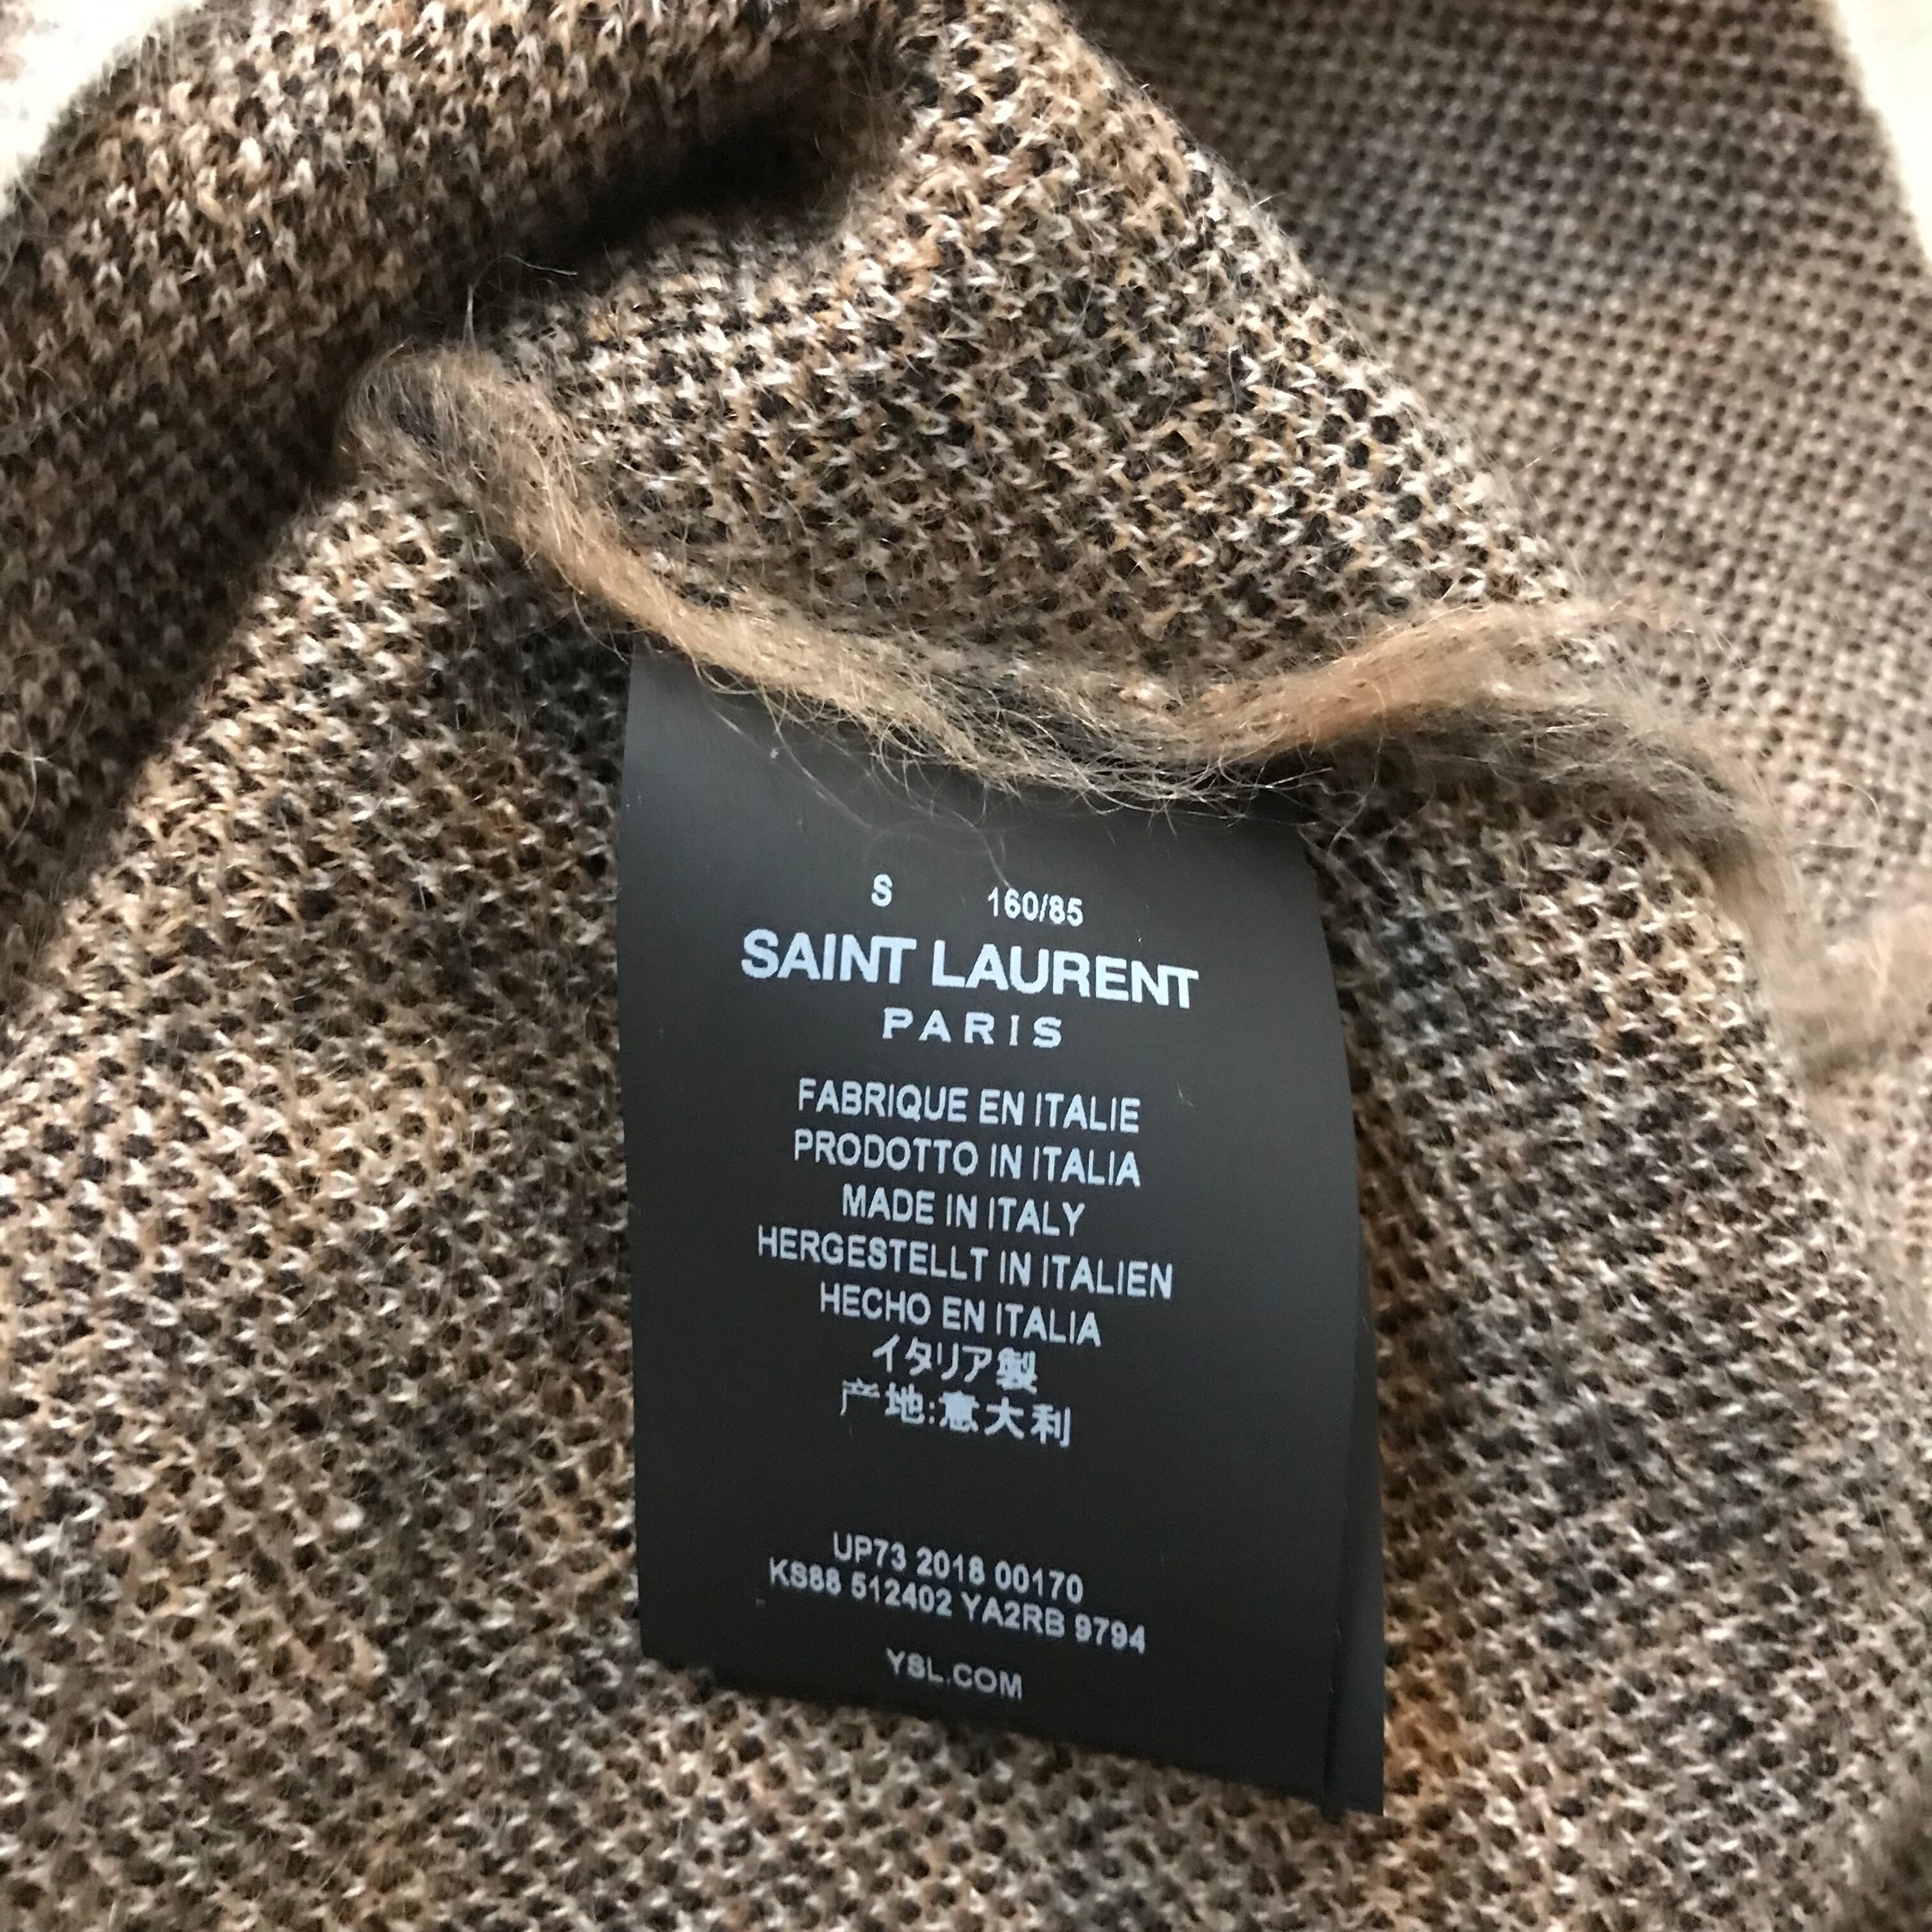 S 160/85
SAINT LAURENT
PARIS
FABRIQUE EN ITALIE
PRODOTTO IN ITALIA
MADE IN ITALY
HERGESTELLT IN ITALIEN
HECHO EN ITALIA
イタリア製
产地:意大利
UP73 2018 00170
KS88 512402 YA2RB 9794
YSL.COM